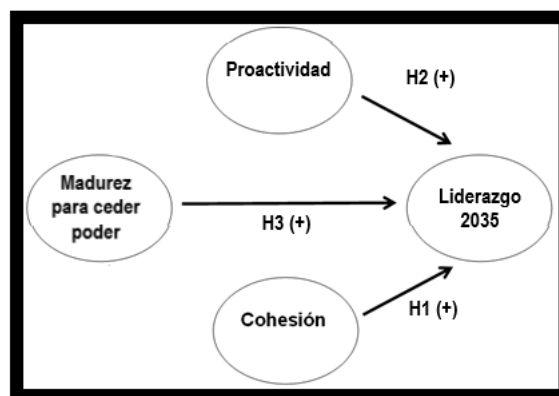 Proactividad
H2 (+)
Madurez
para ceder
poder
H3 (+)
Liderazgo
2035
Cohesión
H1 (+)